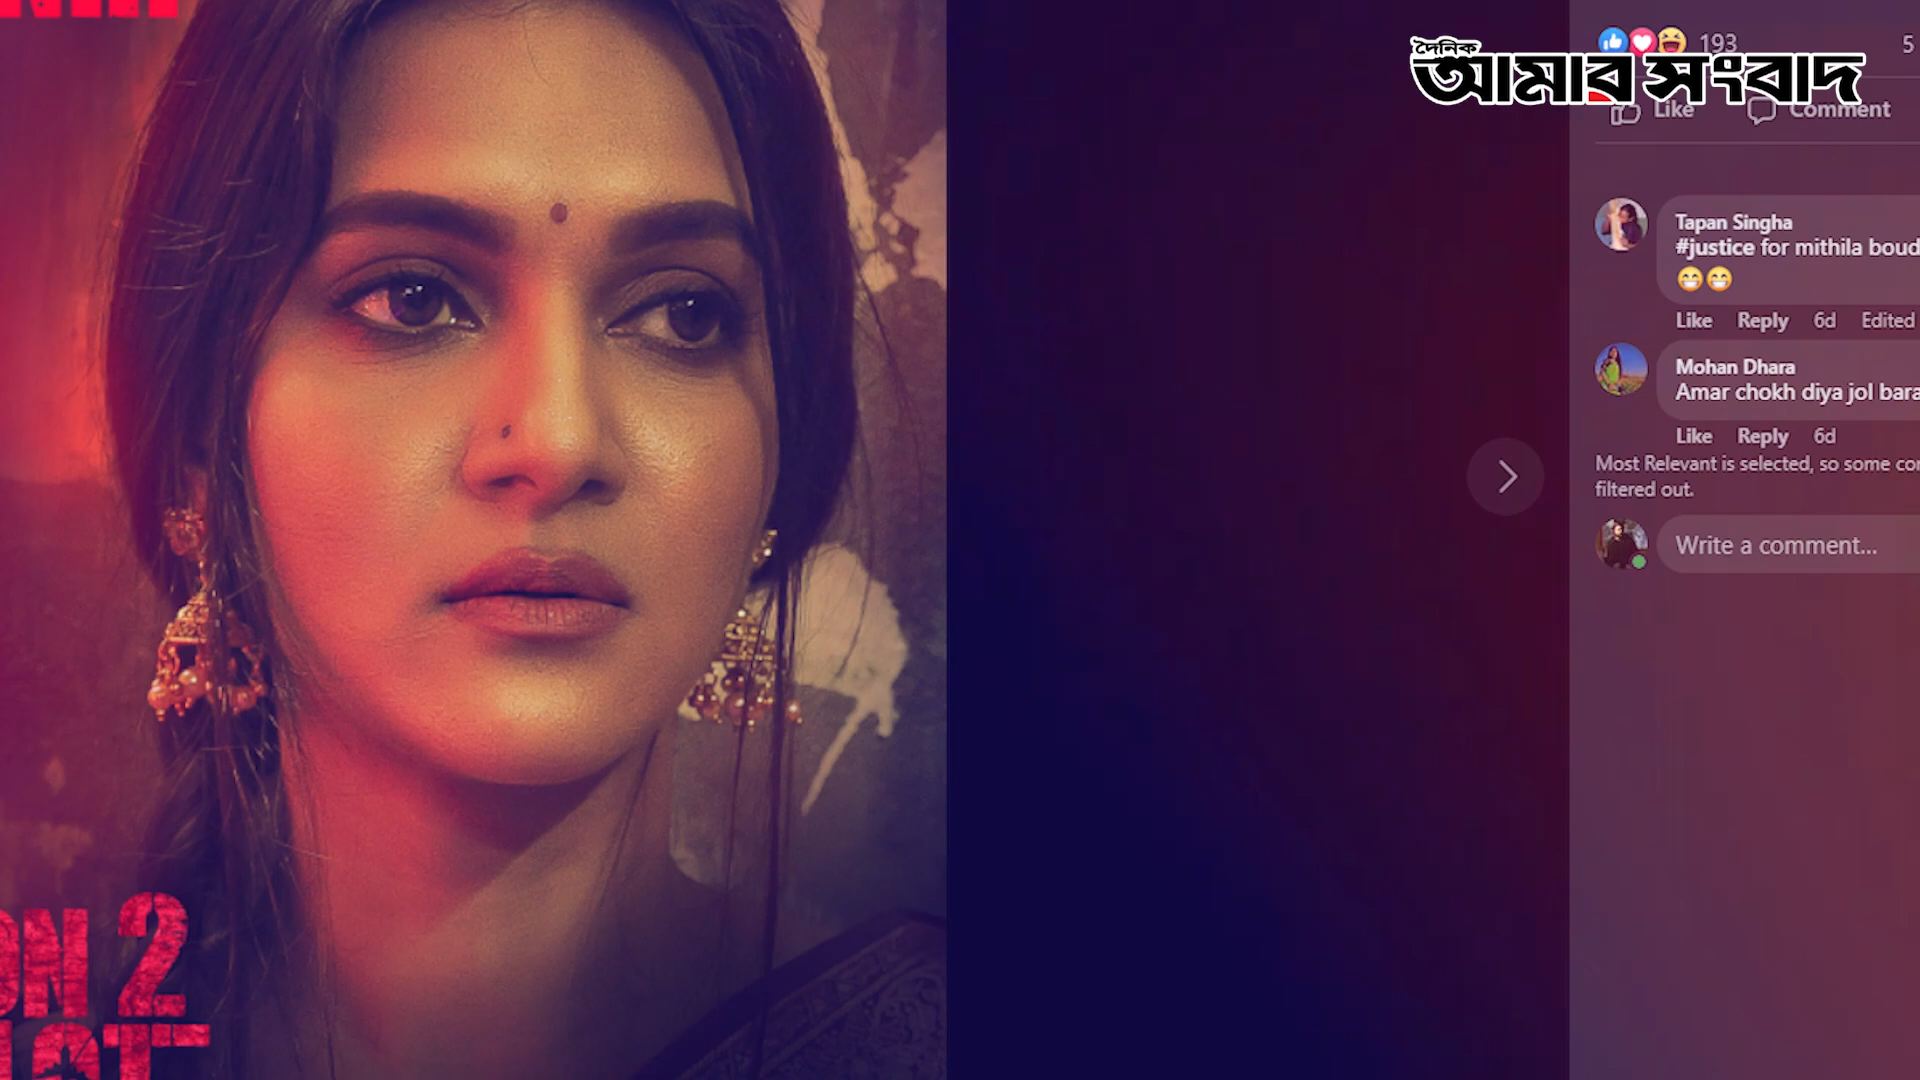 ON 2
193
5
দৈনিক
আমার সংবাদ
Like
Comment
Tapan Singha
#justice for mithila boud
Like Reply 6d Edited
Mohan Dhara
Amar chokh diya jol bara
Like Reply 6d
Most Relevant is selected, so some co
filtered out.
Write a comment...